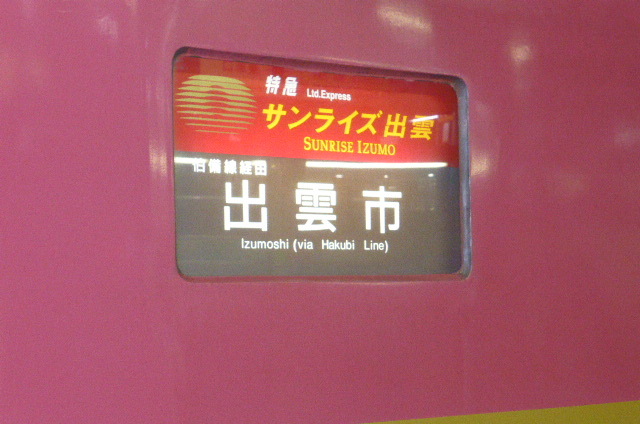 特急 Ltd.Express
サンライズ出雲
SUNRISE IZUMO
伯備線経由
出雲市
Izumoshi (via Hakubi Line)